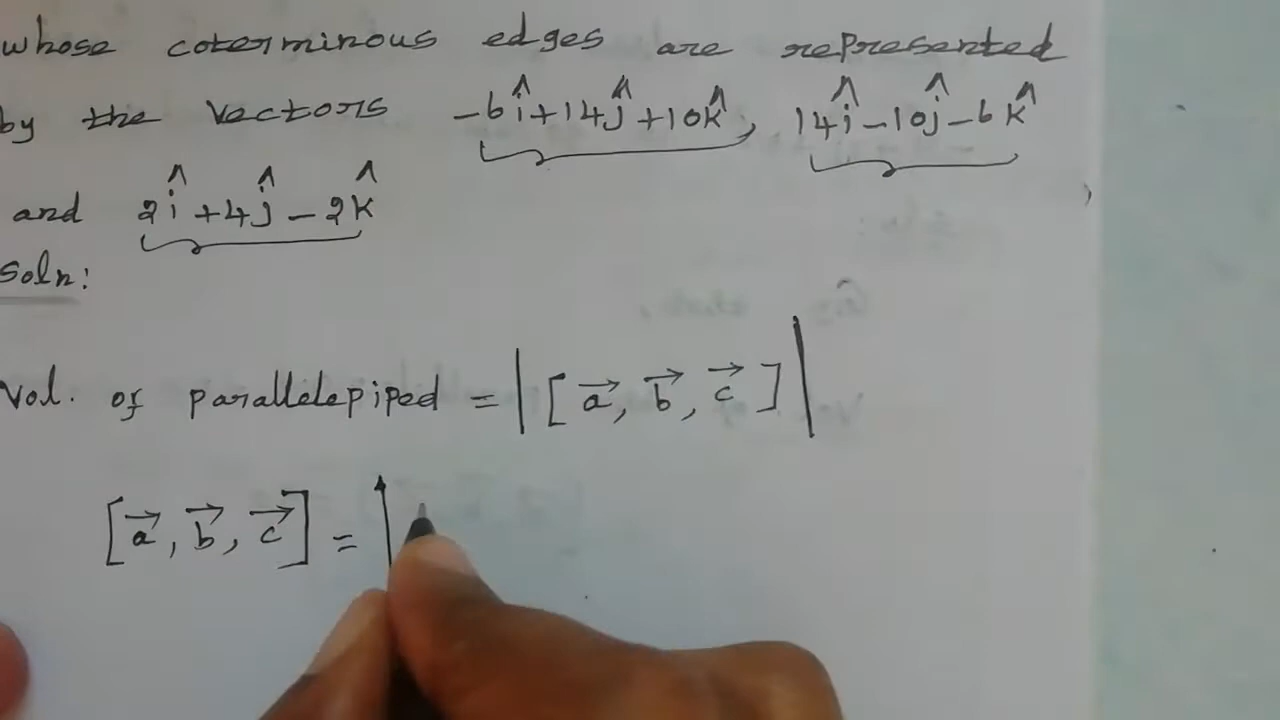 whose coterminous edges are represented
by the vectors -6î+14ĵ+10k̂, 14î-10ĵ-6k̂
and 2î+4ĵ-2k̂
Soln:
Vol. of parallelepiped = |[a⃗, b⃗, c⃗]|
[a⃗, b⃗, c⃗] = |